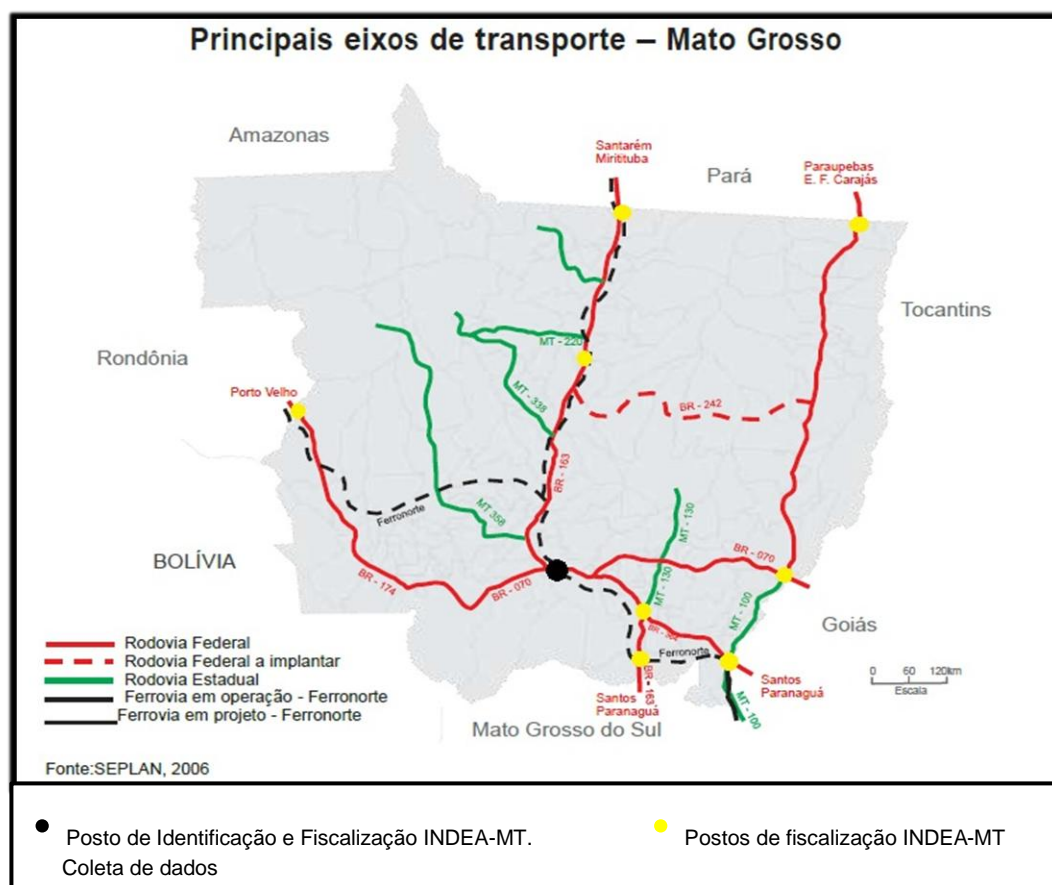 Principais eixos de transporte – Mato Grosso
Amazonas
Santarém
Miritituba
Pará
Paraupebas
E. F. Carajás
Tocantins
Rondônia
MT - 220
Porto Velho
MT - 338
BR - 242
BR - 163
Ferronorte
MT 358
MT - 130
BOLÍVIA
BR - 174
BR - 070
BR - 070
MT - 130
MT - 100
Goiás
Ferronorte
BR - 163
Santos
Paranaguá
Santos
Paranaguá
MT - 100
0 120km
Escala
Mato Grosso do Sul
Rodovia Federal
Rodovia Federal a implantar
Rodovia Estadual
Ferrovia em operação - Ferronorte
Ferrovia em projeto - Ferronorte
Fonte:SEPLAN, 2006
Posto de Identificação e Fiscalização INDEA-MT.
Coleta de dados
Postos de fiscalização INDEA-MT